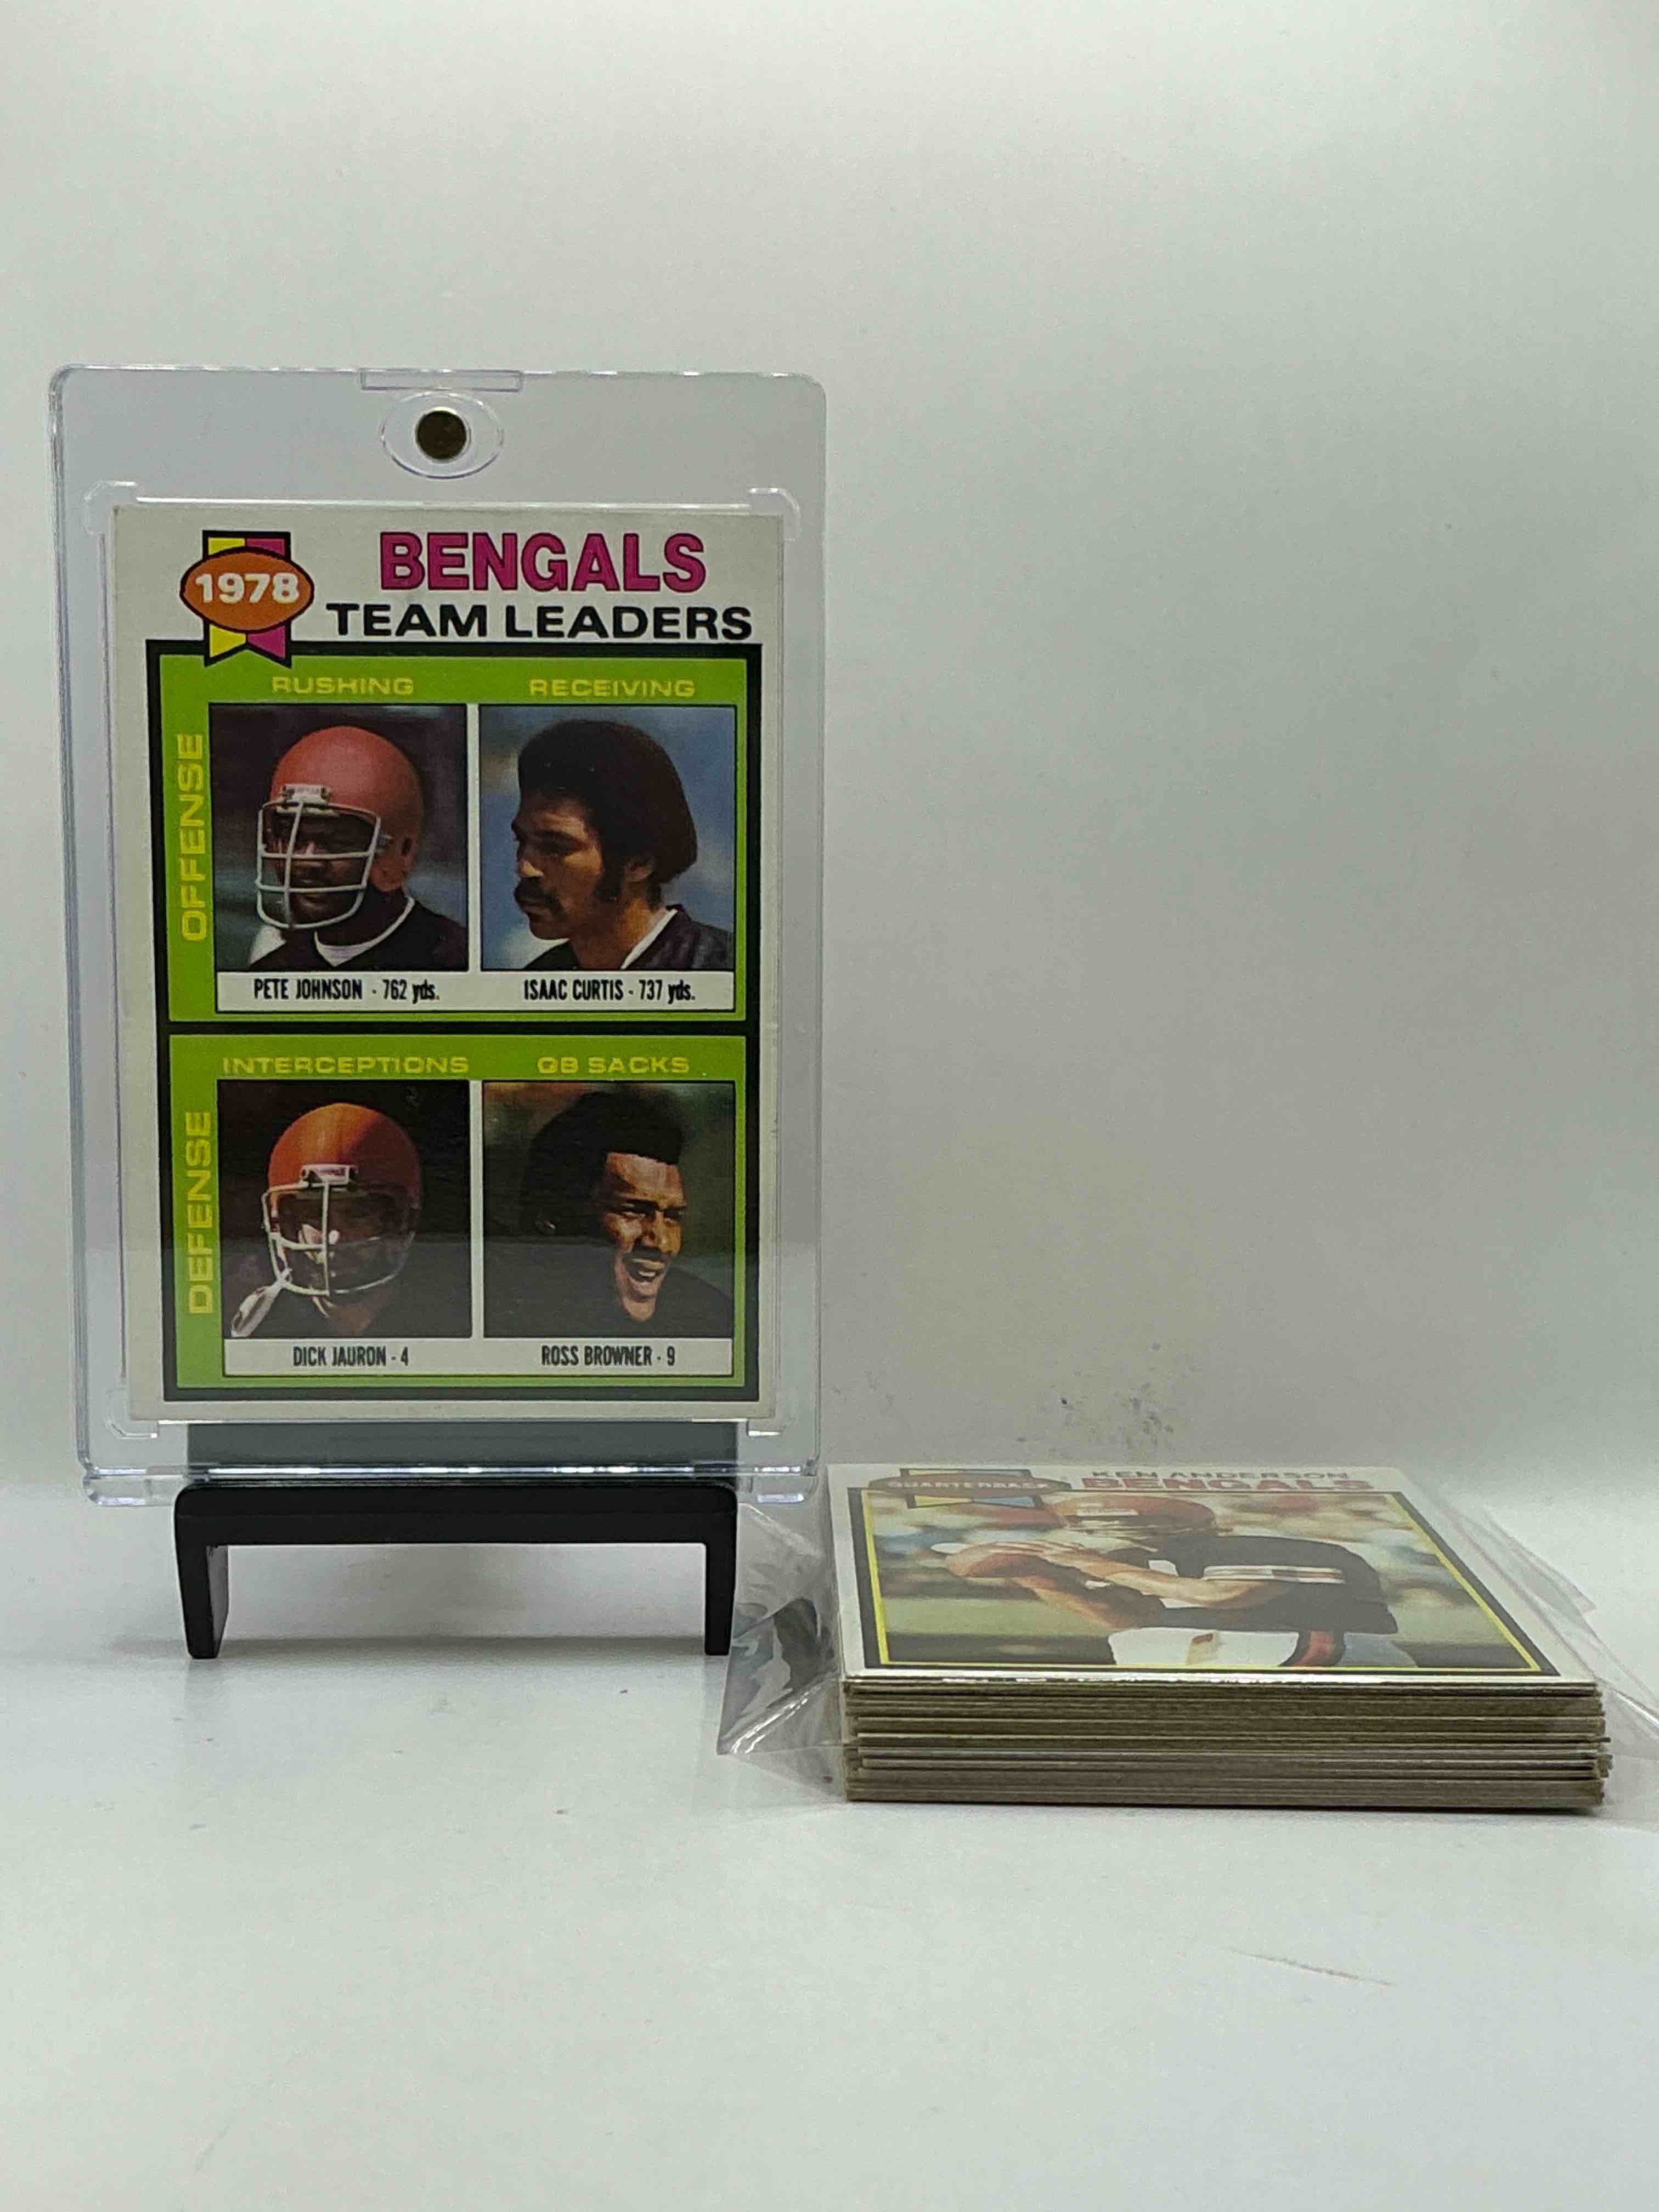 1978
BENGALS
TEAM LEADERS
OFFENSE
RUSHING
RECEIVING
PETE JOHNSON - 762 yds.
ISAAC CURTIS - 737 yds.
DEFENSE
INTERCEPTIONS
QB SACKS
DICK JAURON - 4
ROSS BROWNER - 9
QUARTERBACK
KEN ANDERSON
BENGALS